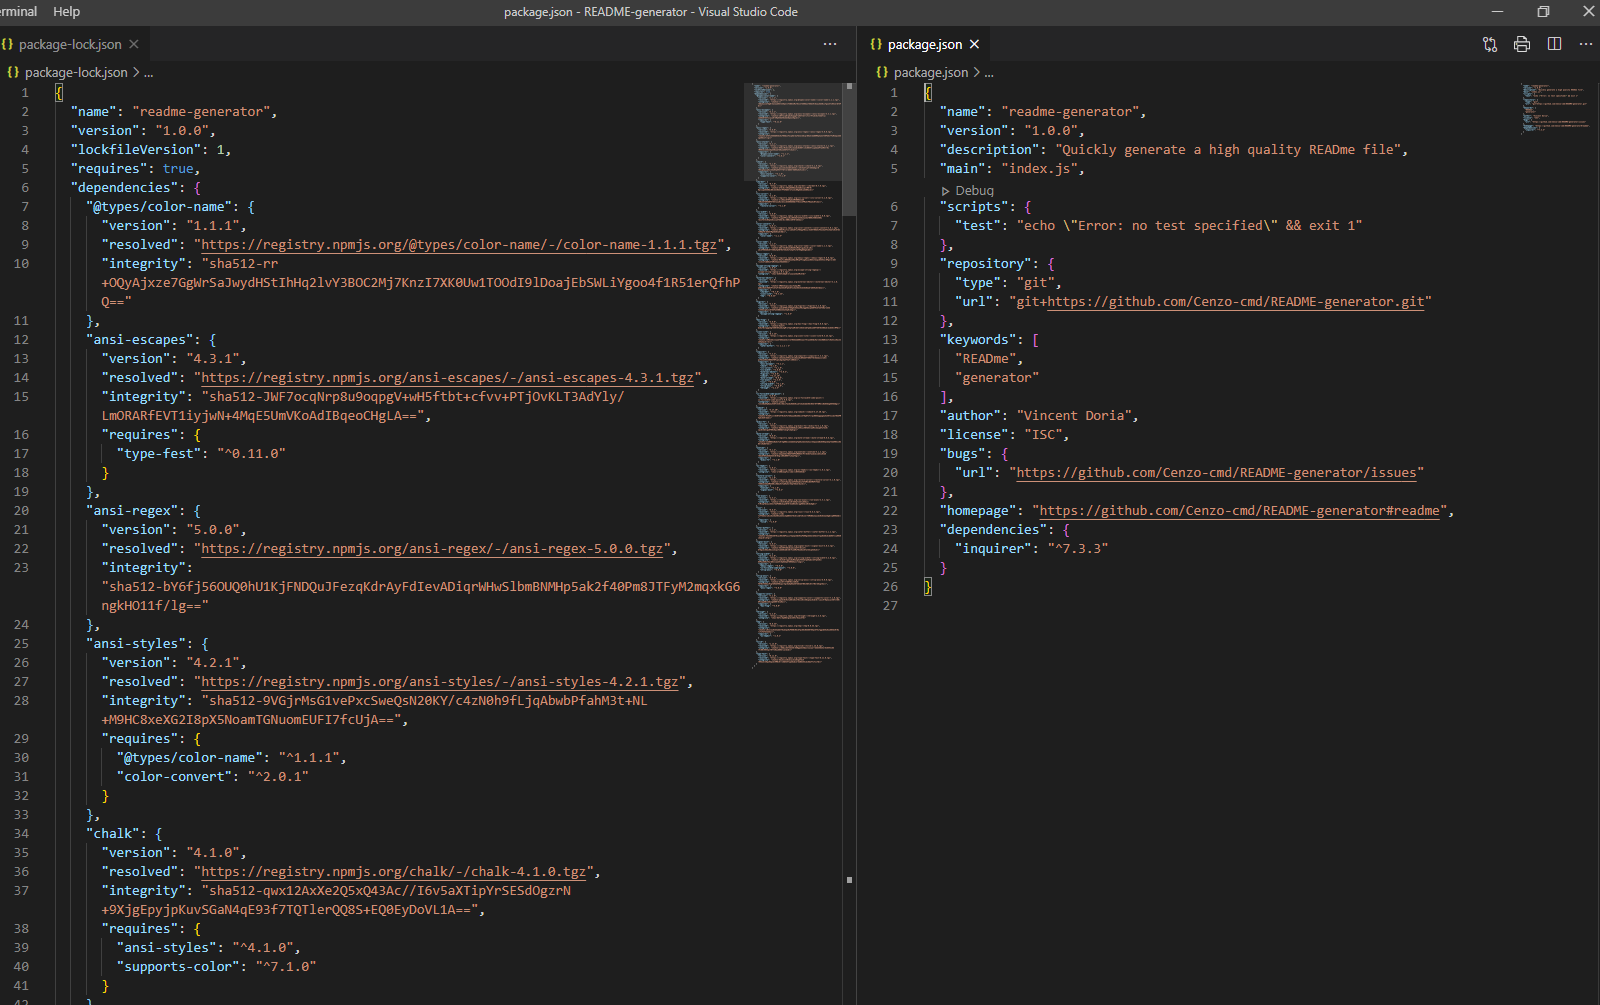 erminal Help
package.json - README-generator - Visual Studio Code
{} package-lock.json
{} package-lock.json > ...
1 {
2 "name": "readme-generator",
3 "version": "1.0.0",
4 "lockfileVersion": 1,
5 "requires": true,
6 "dependencies": {
7 "@types/color-name": {
8 "version": "1.1.1",
9 "resolved": "https://registry.npmjs.org/@types/color-name/-/color-name-1.1.1.tgz",
10 "integrity": "sha512-rr
+OQyAjxze7GgWrSaJwydHStIhHq2lvY3BOC2Mj7KnzI7XK0Uw1TOOdI9lDoajEbSWLiYgoo4f1R51erQfhP
Q=="
11 },
12 "ansi-escapes": {
13 "version": "4.3.1",
14 "resolved": "https://registry.npmjs.org/ansi-escapes/-/ansi-escapes-4.3.1.tgz",
15 "integrity": "sha512-JWF7ocqNrp8u9oqpgV+wH5ftbt+cfvv+PTjOvKLT3AdYly/
LmORARfEVT1iyjwN+4MqE5UmVKoAdIBqeoCHgLA==",
16 "requires": {
17 "type-fest": "^0.11.0"
18 }
19 },
20 "ansi-regex": {
21 "version": "5.0.0",
22 "resolved": "https://registry.npmjs.org/ansi-regex/-/ansi-regex-5.0.0.tgz",
23 "integrity":
"sha512-bY6fj56OUQ0hU1KjFNDQuJFezqKdrAyFdIevADiqrWHwSlbmBNMHp5ak2f40Pm8JTFyM2mqxkG6
ngkHO11f/lg=="
24 },
25 "ansi-styles": {
26 "version": "4.2.1",
27 "resolved": "https://registry.npmjs.org/ansi-styles/-/ansi-styles-4.2.1.tgz",
28 "integrity": "sha512-9VGjrMsG1vePxcSweQsN20KY/c4zN0h9fLjqAbwbPfahM3t+NL
+M9HC8xeXG2I8pX5NoamTGNuomEUFI7fcUjA==",
29 "requires": {
30 "@types/color-name": "^1.1.1",
31 "color-convert": "^2.0.1"
32 }
33 },
34 "chalk": {
35 "version": "4.1.0",
36 "resolved": "https://registry.npmjs.org/chalk/-/chalk-4.1.0.tgz",
37 "integrity": "sha512-qwx12AxXe2Q5xQ43Ac//I6v5aXTipYrSESdOgzrN
+9XjgEpyjpKuvSGaN4qE93f7TQTlerQQ8S+EQ0EyDoVL1A==",
38 "requires": {
39 "ansi-styles": "^4.1.0",
40 "supports-color": "^7.1.0"
41 }
42 }
{} package.json
{} package.json > ...
1 {
2 "name": "readme-generator",
3 "version": "1.0.0",
4 "description": "Quickly generate a high quality READme file",
5 "main": "index.js",
Debug
6 "scripts": {
7 "test": "echo \"Error: no test specified\" && exit 1"
8 },
9 "repository": {
10 "type": "git",
11 "url": "git+https://github.com/Cenzo-cmd/README-generator.git"
12 },
13 "keywords": [
14 "READme",
15 "generator"
16 ],
17 "author": "Vincent Doria",
18 "license": "ISC",
19 "bugs": {
20 "url": "https://github.com/Cenzo-cmd/README-generator/issues"
21 },
22 "homepage": "https://github.com/Cenzo-cmd/README-generator#readme",
23 "dependencies": {
24 "inquirer": "^7.3.3"
25 }
26 }
27